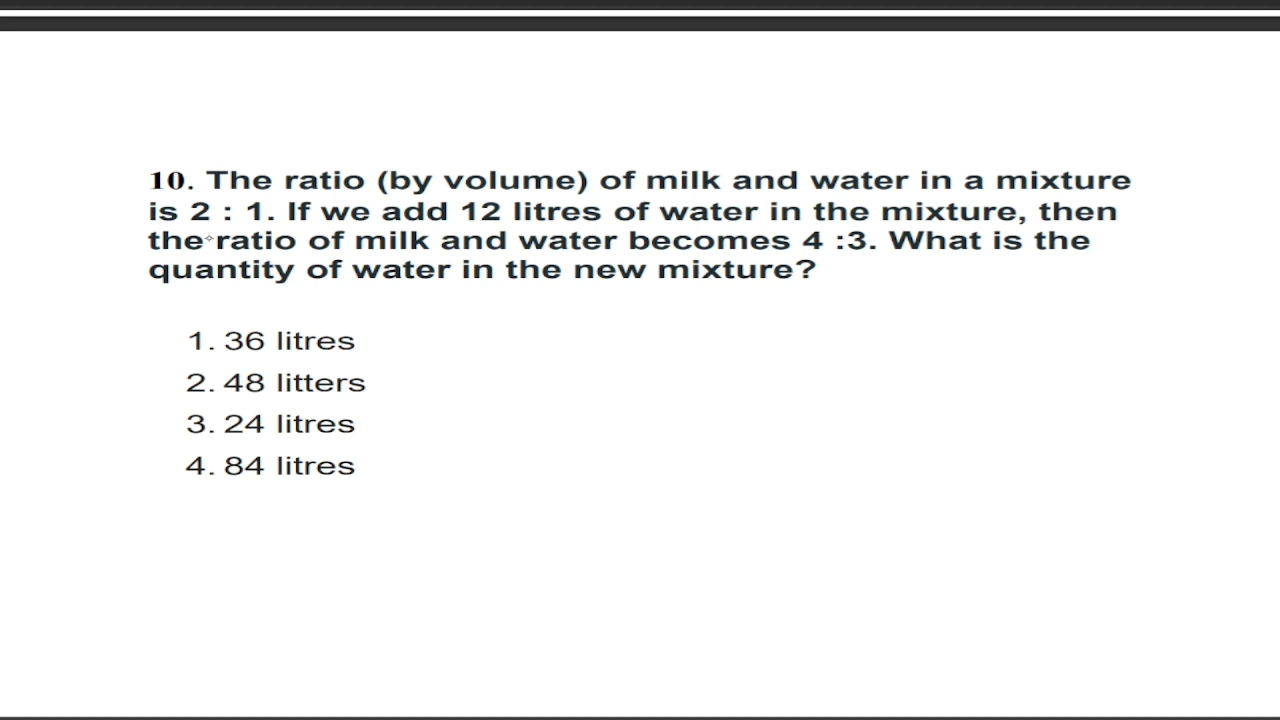 10. The ratio (by volume) of milk and water in a mixture
is 2 : 1. If we add 12 litres of water in the mixture, then
the ratio of milk and water becomes 4 :3. What is the
quantity of water in the new mixture?
1. 36 litres
2. 48 litters
3. 24 litres
4. 84 litres